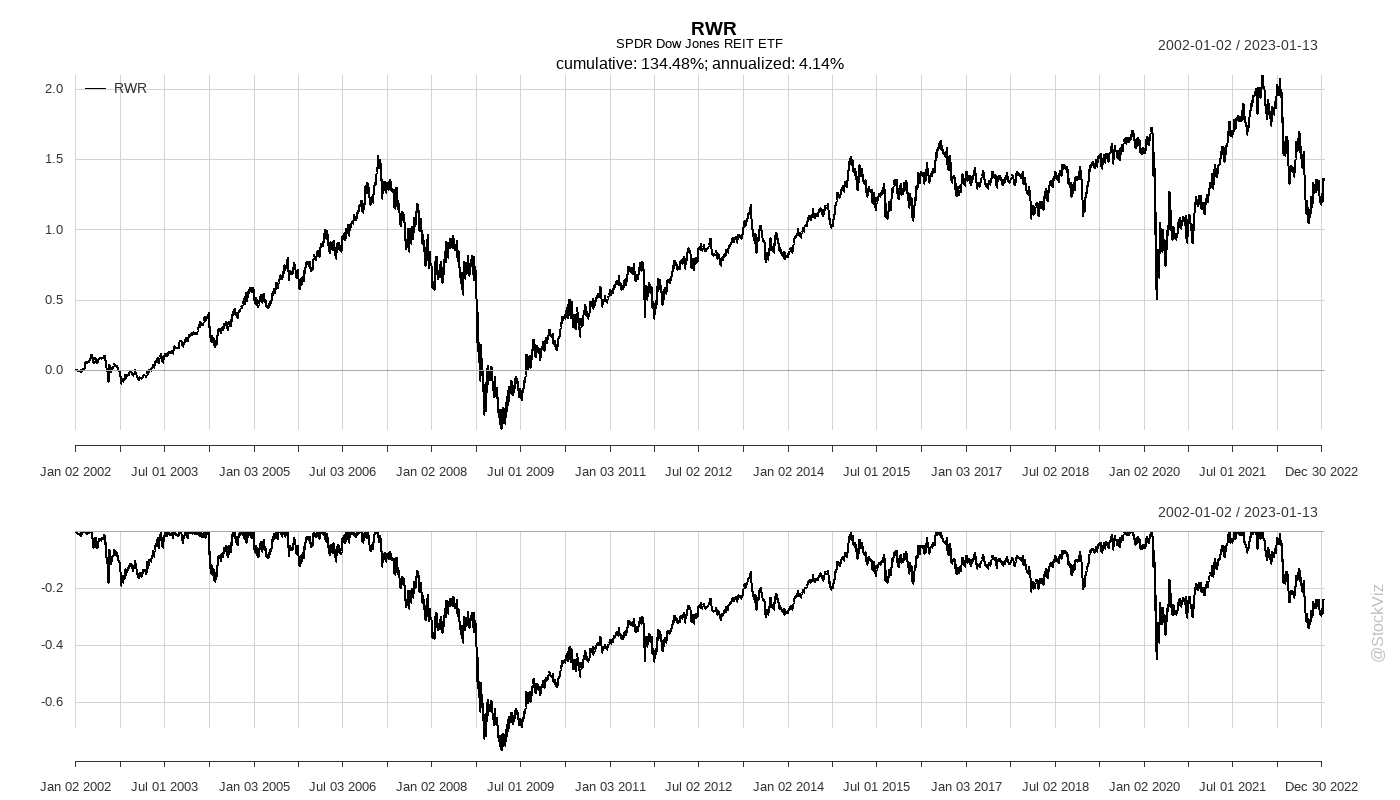 RWR
SPDR Dow Jones REIT ETF
2002-01-02 / 2023-01-13
cumulative: 134.48%; annualized: 4.14%
RWR
2.0
1.5
1.0
0.5
0.0
Jan 02 2002 Jul 01 2003 Jan 03 2005 Jul 03 2006 Jan 02 2008 Jul 01 2009 Jan 03 2011 Jul 02 2012 Jan 02 2014 Jul 01 2015 Jan 03 2017 Jul 02 2018 Jan 02 2020 Jul 01 2021 Dec 30 2022
2002-01-02 / 2023-01-13
-0.2
-0.4
-0.6
Jan 02 2002 Jul 01 2003 Jan 03 2005 Jul 03 2006 Jan 02 2008 Jul 01 2009 Jan 03 2011 Jul 02 2012 Jan 02 2014 Jul 01 2015 Jan 03 2017 Jul 02 2018 Jan 02 2020 Jul 01 2021 Dec 30 2022
@StockViz